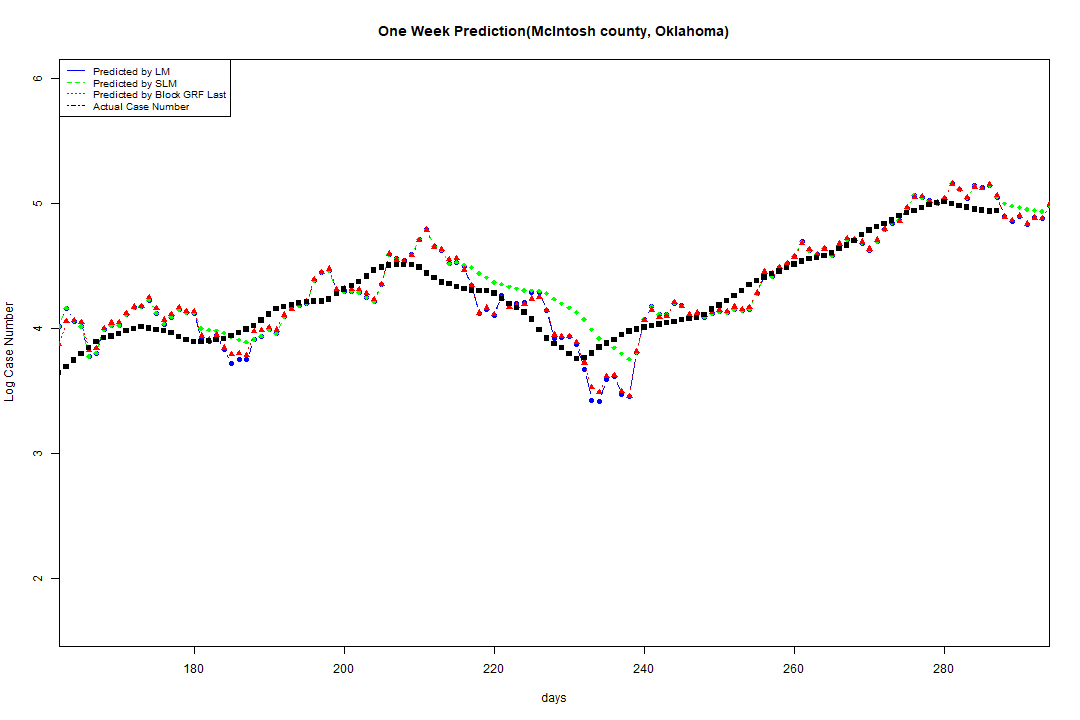 One Week Prediction(McIntosh county, Oklahoma)
Predicted by LM
Predicted by SLM
Predicted by Block GRF Last
Actual Case Number
6
5
4
3
2
Log Case Number
180 200 220 240 260 280
days